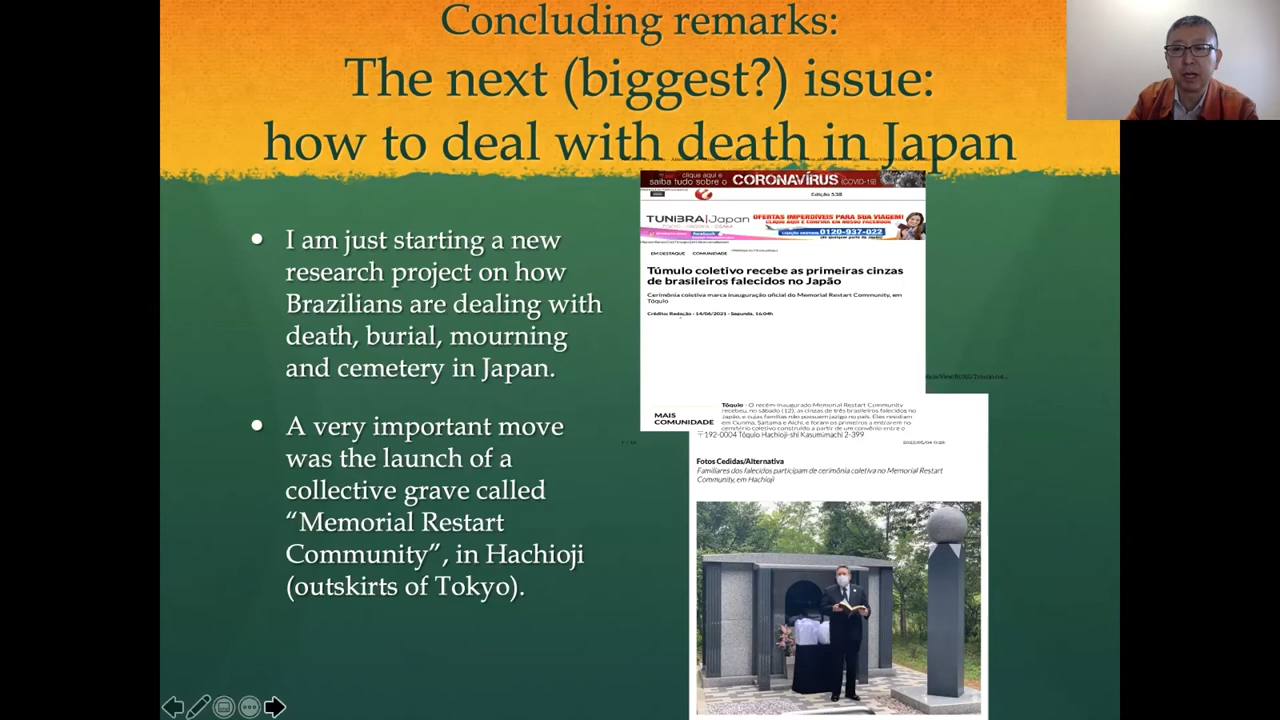 Concluding remarks:
The next (biggest?) issue:
how to deal with death in Japan
• I am just starting a new
research project on how
Brazilians are dealing with
death, burial, mourning
and cemetery in Japan.
• A very important move
was the launch of a
collective grave called
“Memorial Restart
Community”, in Hachioji
(outskirts of Tokyo).
clique aqui e
saiba tudo sobre o CORONAVÍRUS (COVID-19)
Edição 538
TUNIBRA|Japan
OFERTAS IMPERDÍVEIS PARA SUA VIAGEM!
CLIQUE AQUI E CONFIRA EM NOSSO FACEBOOK
facebook
0120-937-022
EM DESTAQUE COMUNIDADE
Túmulo coletivo recebe as primeiras cinzas
de brasileiros falecidos no Japão
Cerimônia coletiva marca inauguração oficial do Memorial Restart Community, em
Tóquio
Crédito: Redação - 14/06/2021 - Segunda, 16:04h
MAIS
COMUNIDADE
Tóquio - O recém-inaugurado Memorial Restart Community
recebeu, no sábado (12), as cinzas de três brasileiros falecidos no
Japão, e cujas famílias não possuem jazigo no país. Eles residiam
em Gunma, Saitama e Aichi, e foram os primeiros a entrarem no
cemitério coletivo construído a partir de um convênio entre o
〒192-0004 Tóquio Hachioji-shi Kasumimachi 2-399
Fotos Cedidas/Alternativa
Familiares dos falecidos participam de cerimônia coletiva no Memorial Restart
Community, em Hachioji